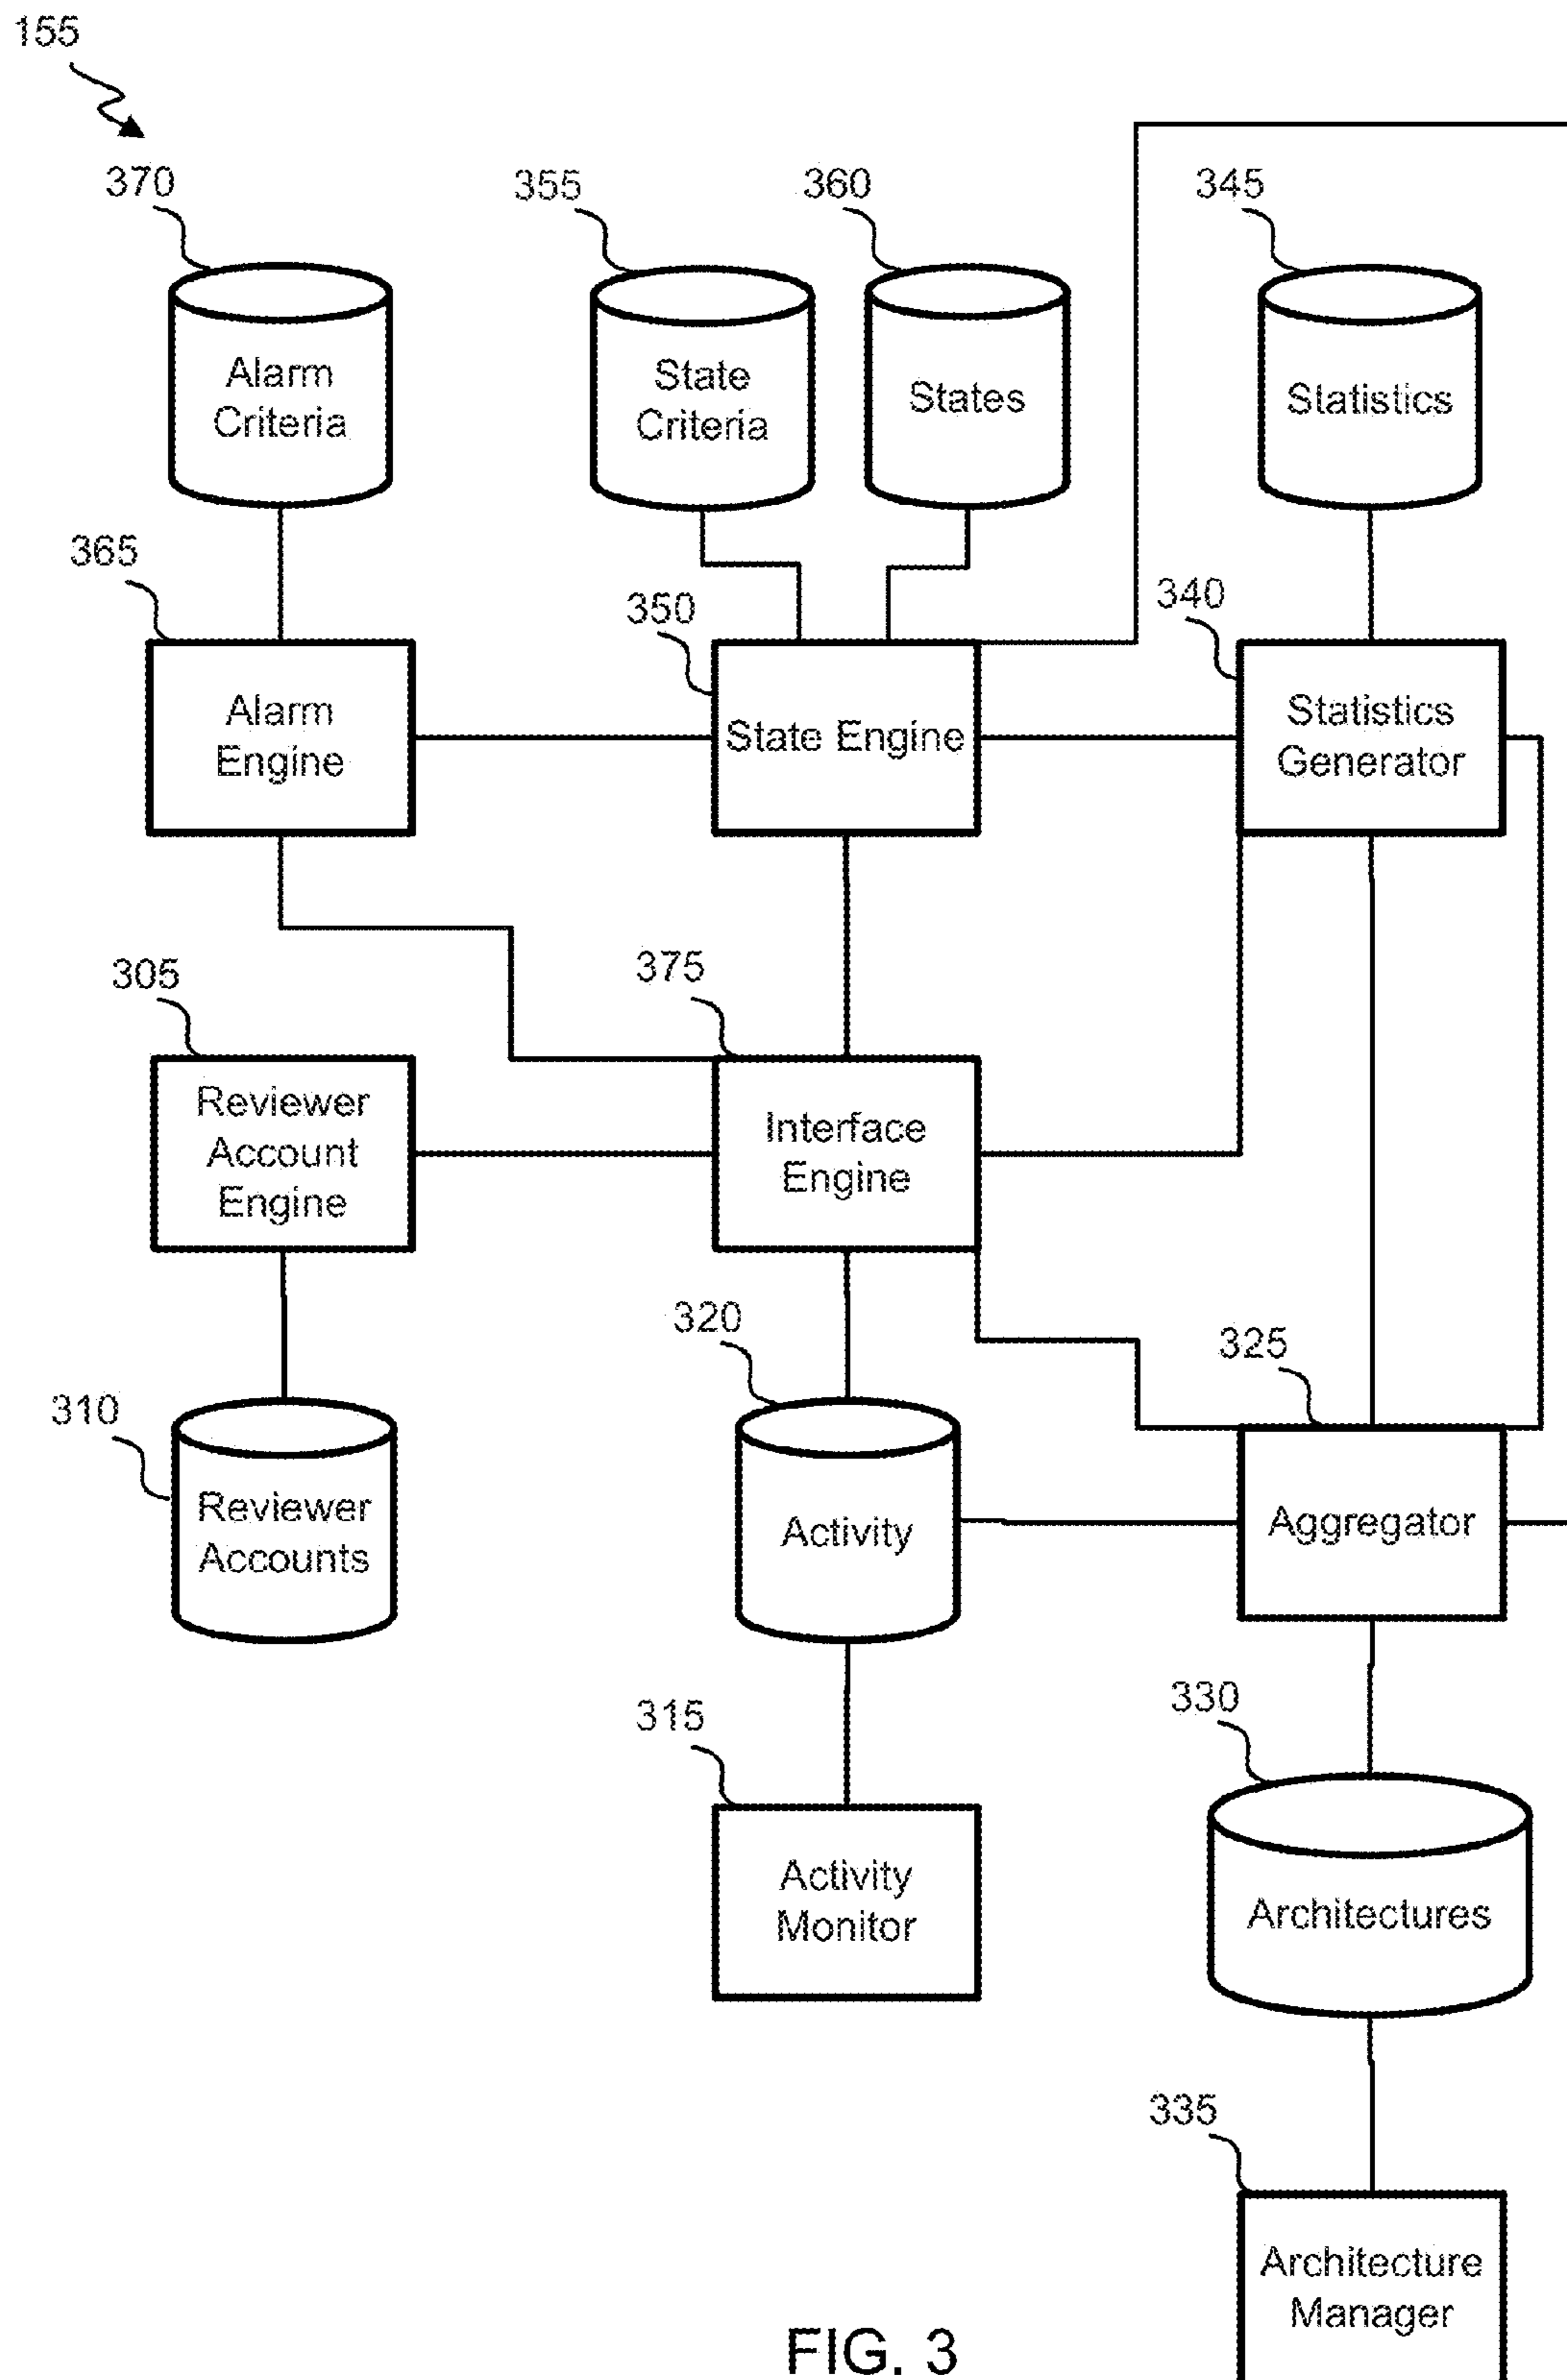 155
370
355
360
345
Alarm
Criteria
State
Criteria
States
Statistics
365
350
340
Alarm
Engine
State Engine
Statistics
Generator
305
375
Reviewer
Account
Engine
Interface
Engine
310
320
325
Reviewer
Accounts
Activity
Aggregator
315
330
Activity
Monitor
Architectures
335
Architecture
Manager
FIG. 3